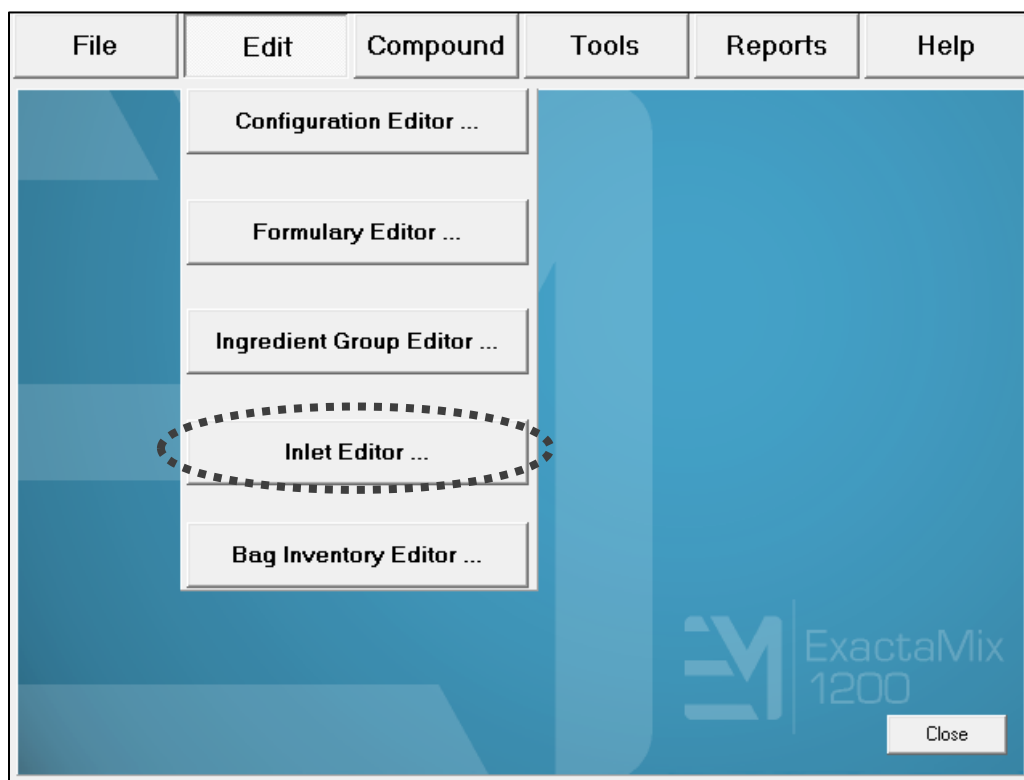 File Edit Compound Tools Reports Help
Configuration Editor ...
Formulary Editor ...
Ingredient Group Editor ...
Inlet Editor ...
Bag Inventory Editor ...
EM ExactaMix
1200
Close